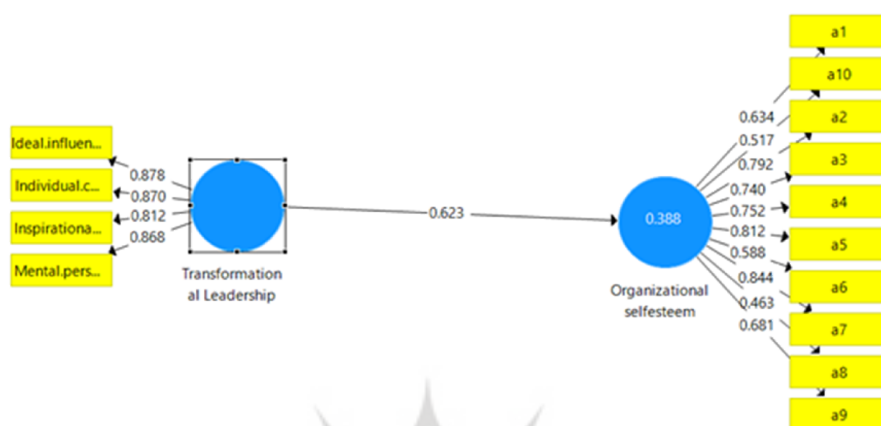 Ideal.influen...
Individual.c...
Inspirationa...
Mental.pers...
0.878
0.870
0.812
0.868
Transformation
al Leadership
0.623
0.388
Organizational
selfesteem
0.634
0.517
0.792
0.740
0.752
0.812
0.588
0.844
0.463
0.681
a1
a10
a2
a3
a4
a5
a6
a7
a8
a9